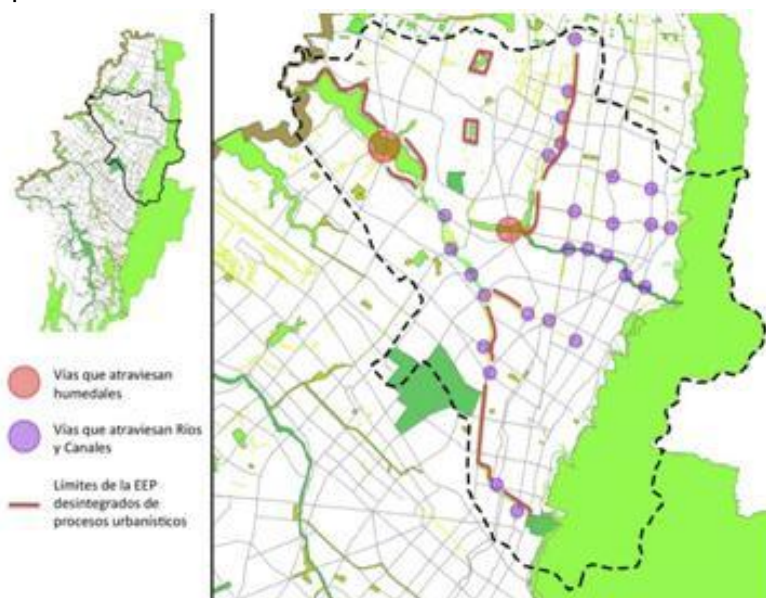 Vías que atraviesan
humedales
Vías que atraviesan Ríos
y Canales
Límites de la EEP
desintegrados de
procesos urbanísticos